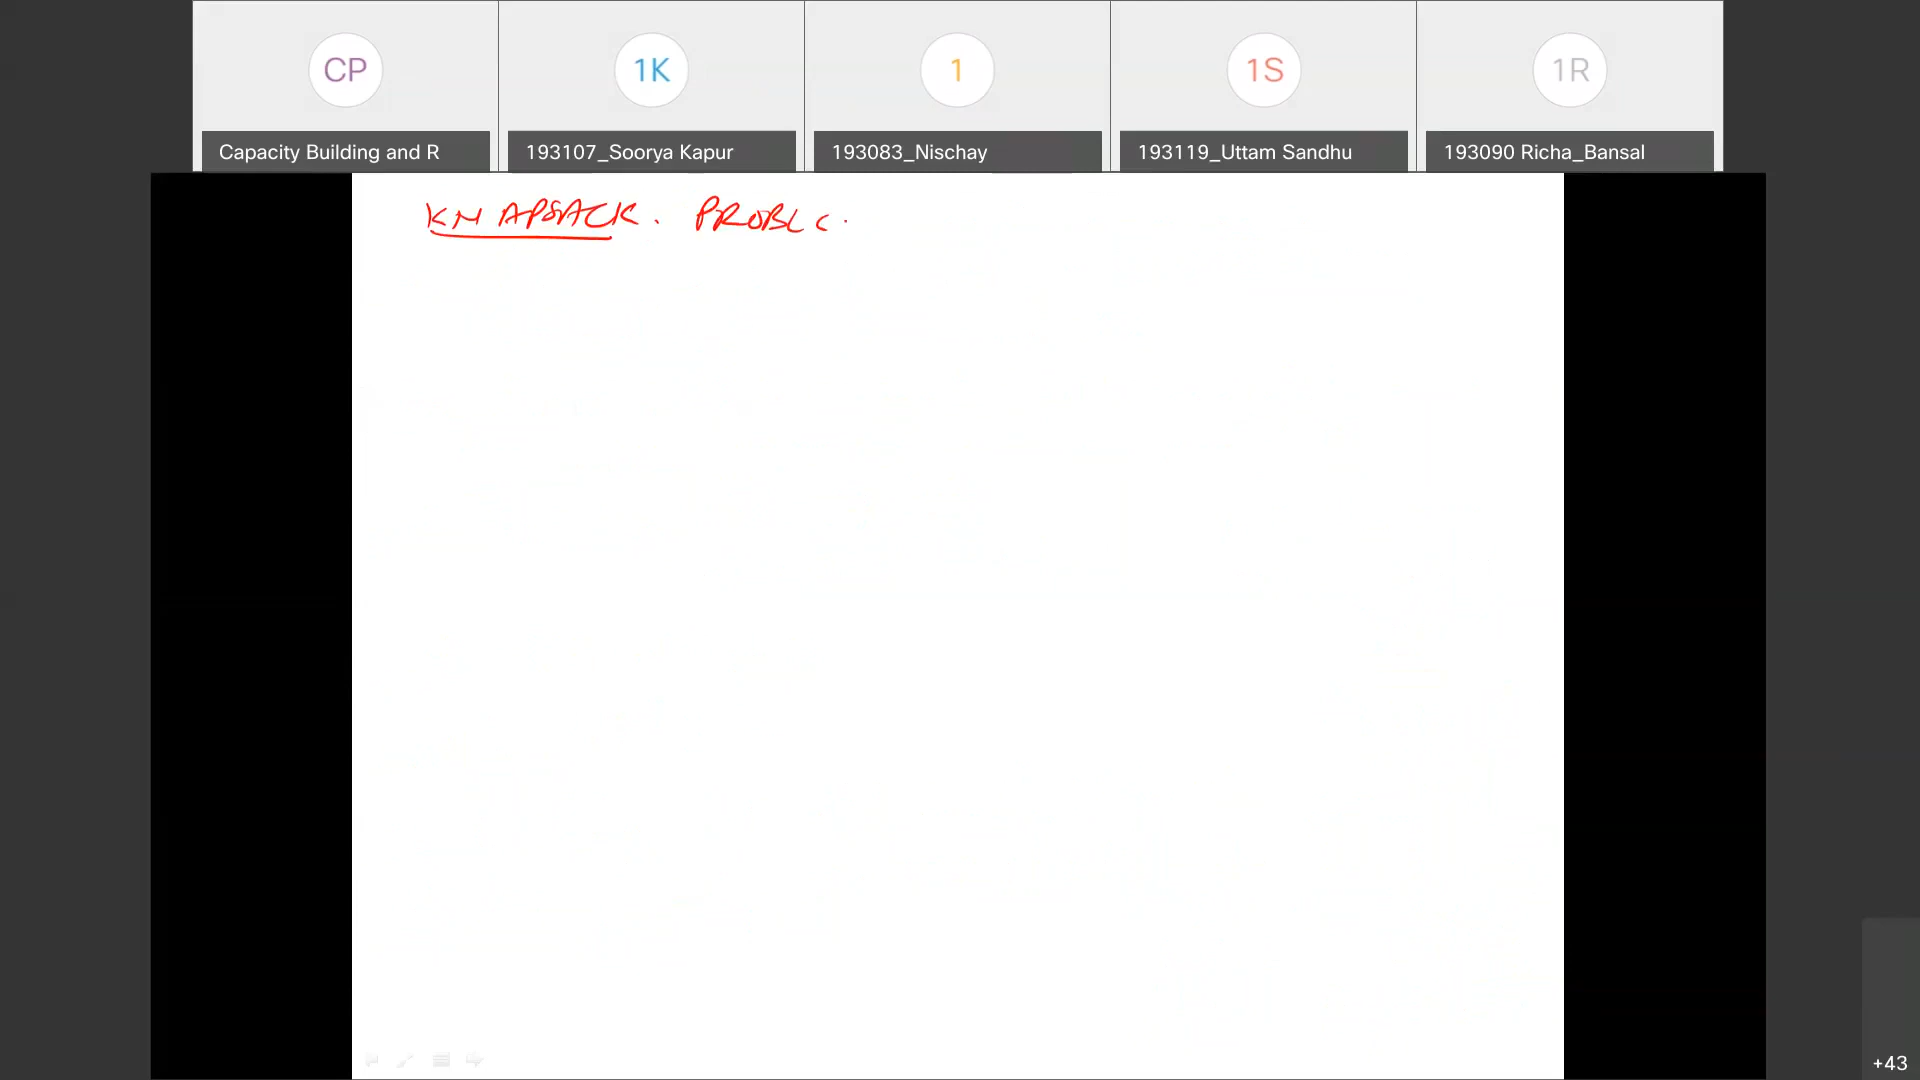 CP
1K
1
1S
1R
Capacity Building and R
193107_Soorya Kapur
193083_Nischay
193119_Uttam Sandhu
193090 Richa_Bansal
KNAPSACK. PROBLC.
+43